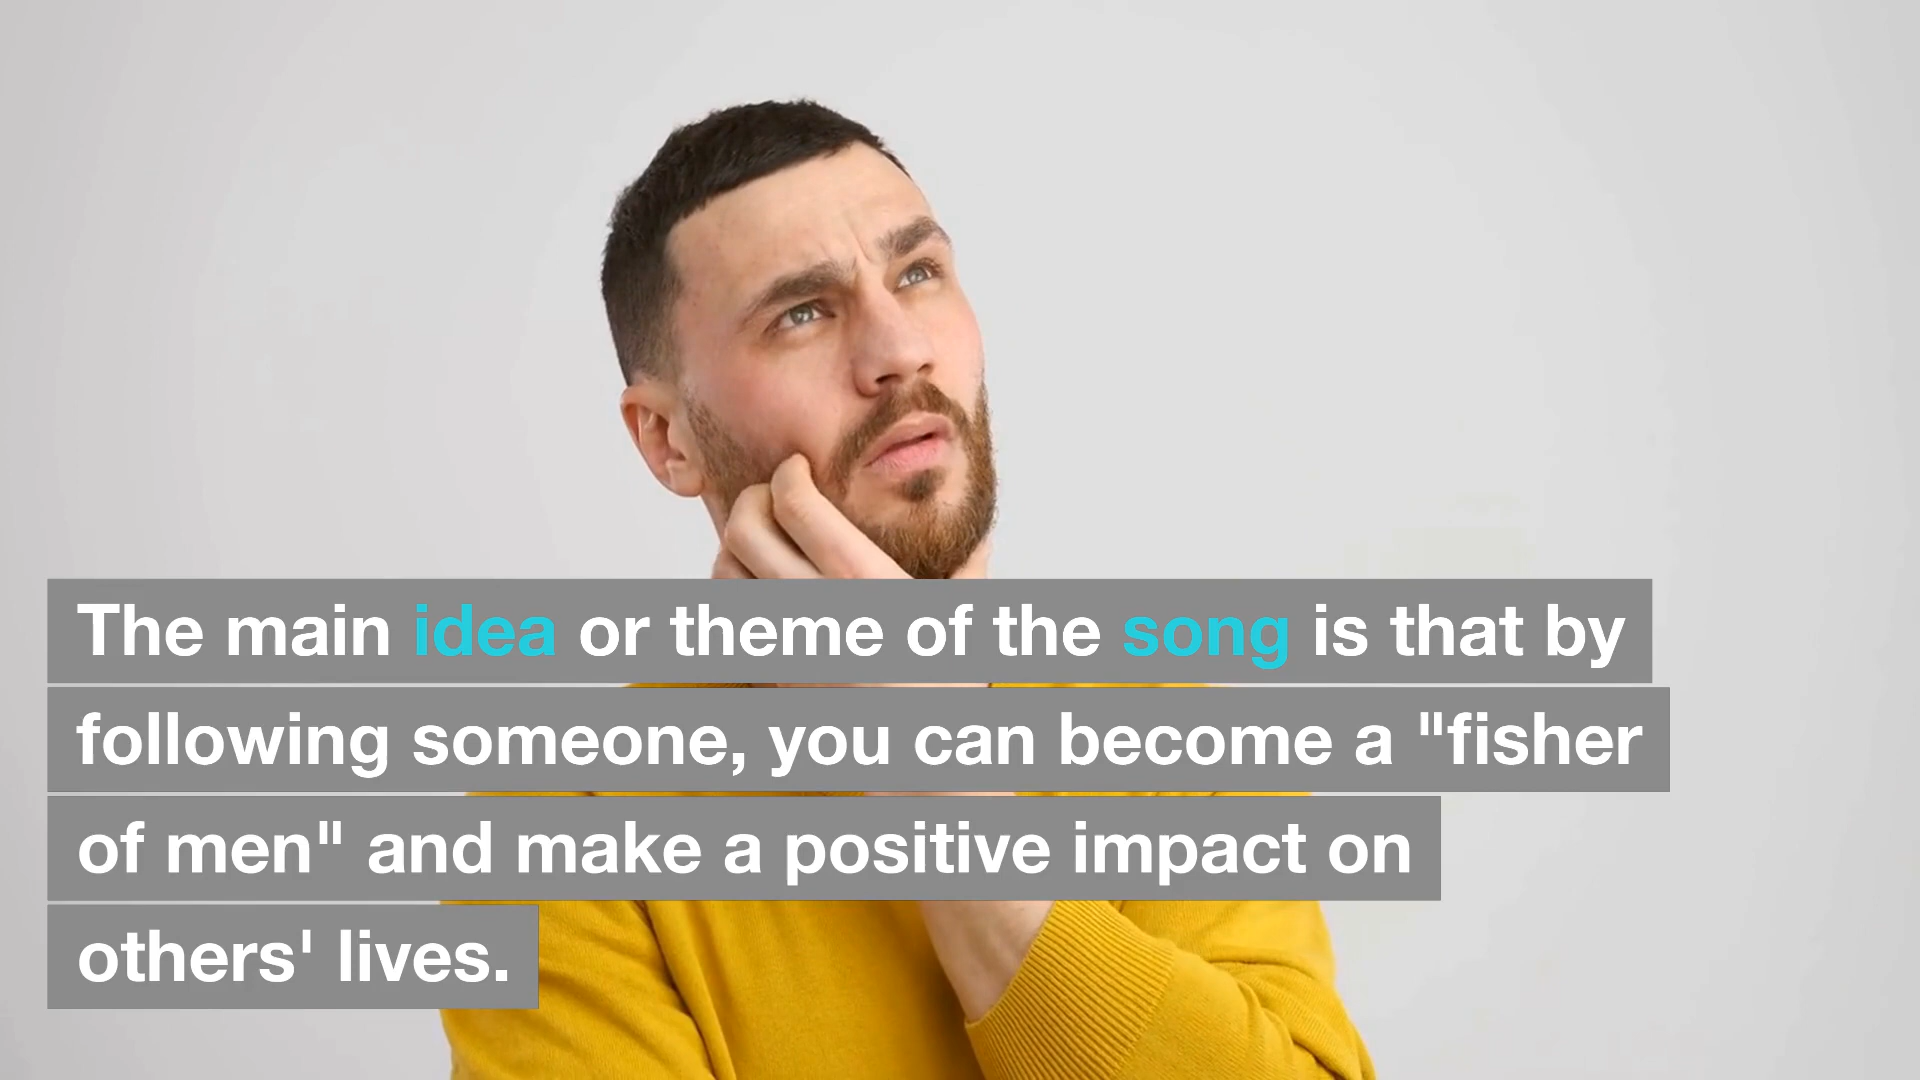 The main idea or theme of the song is that by
following someone, you can become a "fisher
of men" and make a positive impact on
others' lives.